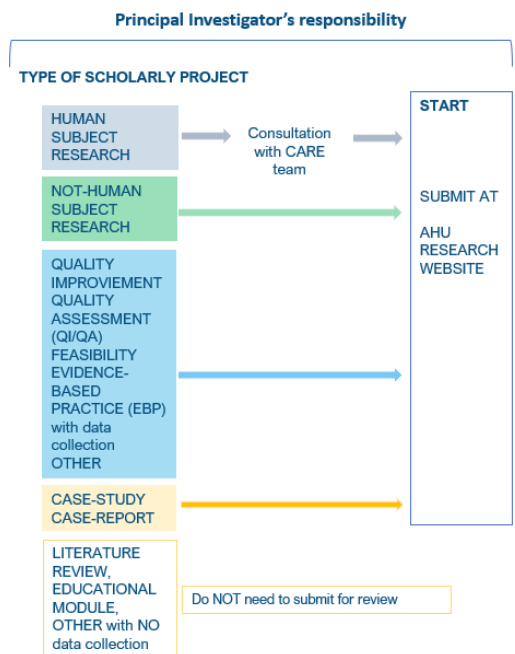 Principal Investigator's responsibility
TYPE OF SCHOLARLY PROJECT
HUMAN
SUBJECT
RESEARCH
Consultation
with CARE
team
START
SUBMIT AT
AHU
RESEARCH
WEBSITE
NOT-HUMAN
SUBJECT
RESEARCH
QUALITY
IMPROVIEMENT
QUALITY
ASSESSMENT
(QI/QA)
FEASIBILITY
EVIDENCE-
BASED
PRACTICE (EBP)
with data
collection
OTHER
CASE-STUDY
CASE-REPORT
LITERATURE
REVIEW,
EDUCATIONAL
MODULE,
OTHER with NO
data collection
Do NOT need to submit for review